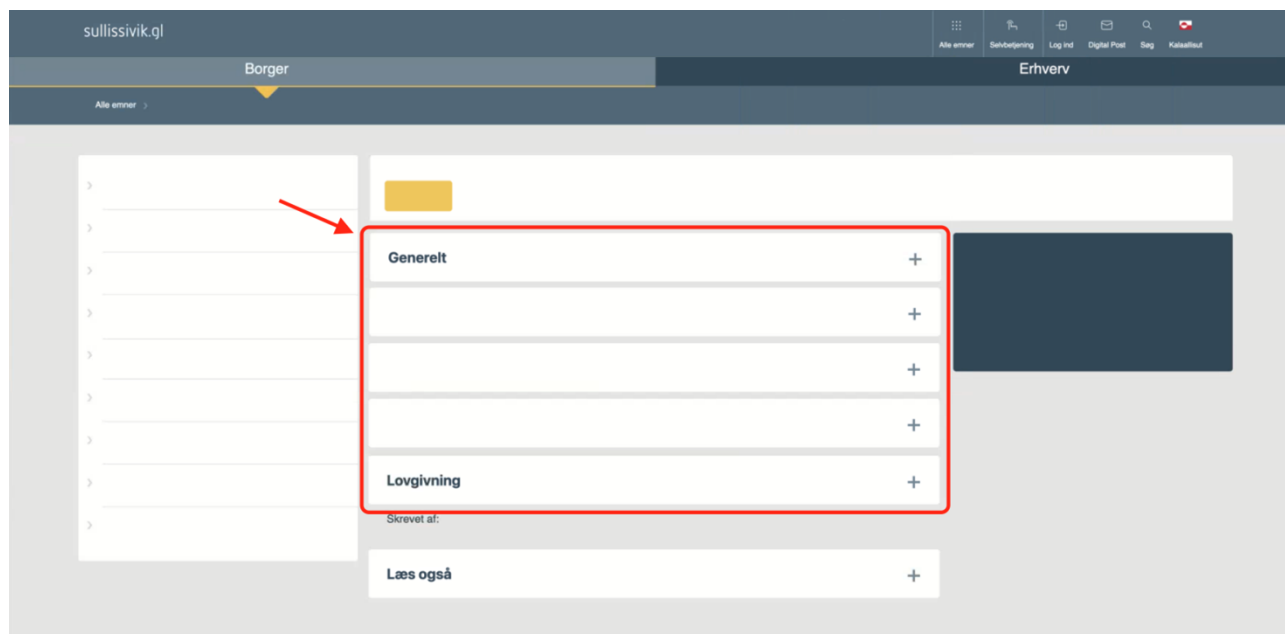 sullissivik.gl
Alle emner Selvbetjening Log ind Digital Post Søg Kalaallisut
Borger Erhverv
Alle emner
Generelt
Lovgivning
Skrevet af:
Læs også